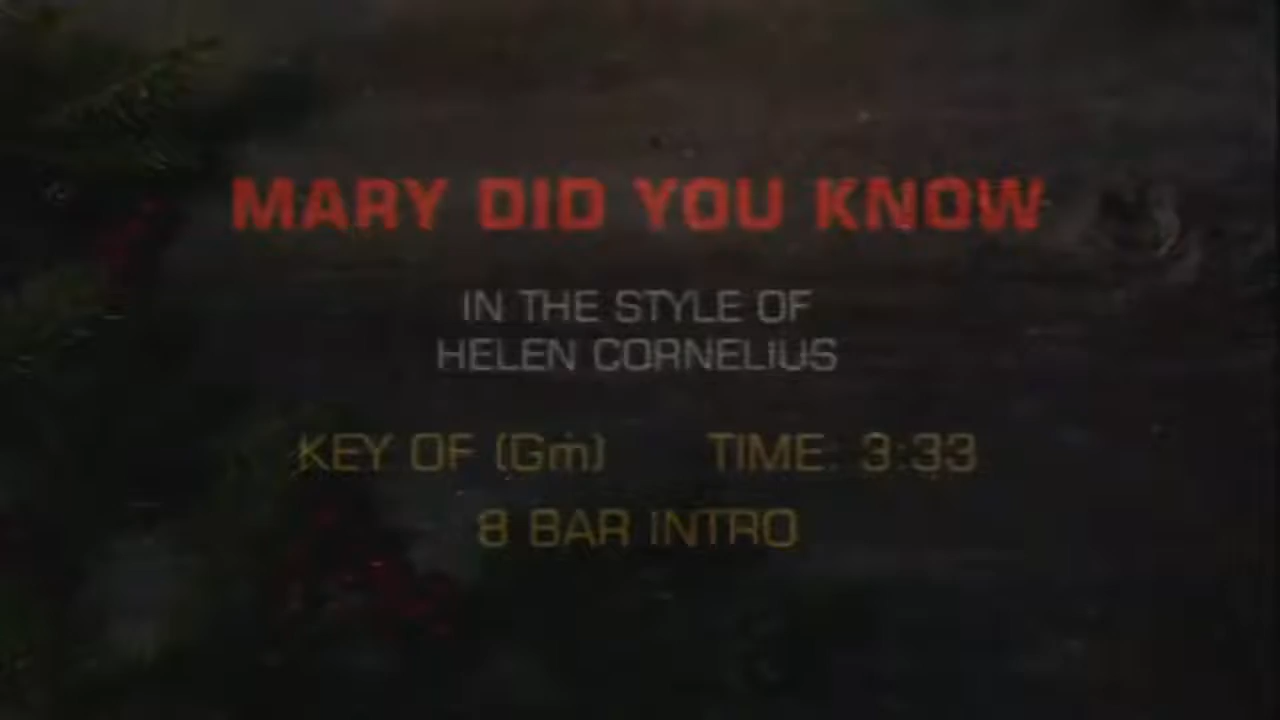 MARY DID YOU KNOW
IN THE STYLE OF
HELEN CORNELIUS
KEY OF (Gm) TIME: 3:33
8 BAR INTRO